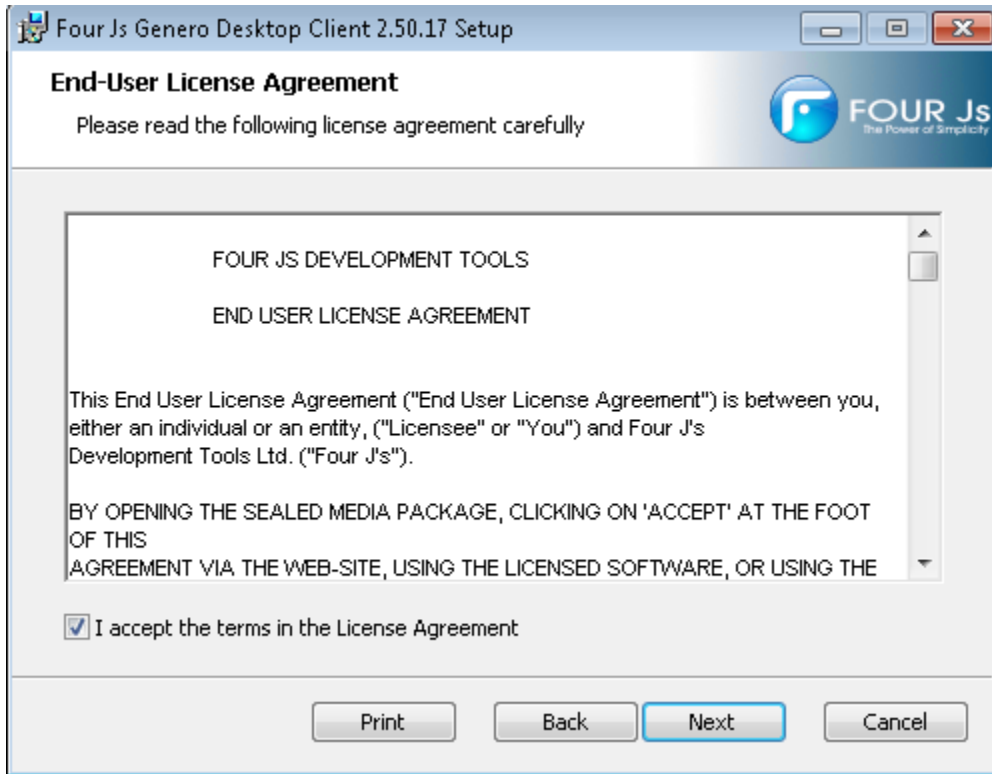 Four Js Genero Desktop Client 2.50.17 Setup
End-User License Agreement
Please read the following license agreement carefully
FOUR Js
The Power of Simplicity
FOUR JS DEVELOPMENT TOOLS
END USER LICENSE AGREEMENT
This End User License Agreement ("End User License Agreement") is between you,
either an individual or an entity, ("Licensee" or "You") and Four J's
Development Tools Ltd. ("Four J's").
BY OPENING THE SEALED MEDIA PACKAGE, CLICKING ON 'ACCEPT' AT THE FOOT
OF THIS
AGREEMENT VIA THE WEB-SITE, USING THE LICENSED SOFTWARE, OR USING THE
I accept the terms in the License Agreement
Print Back Next Cancel